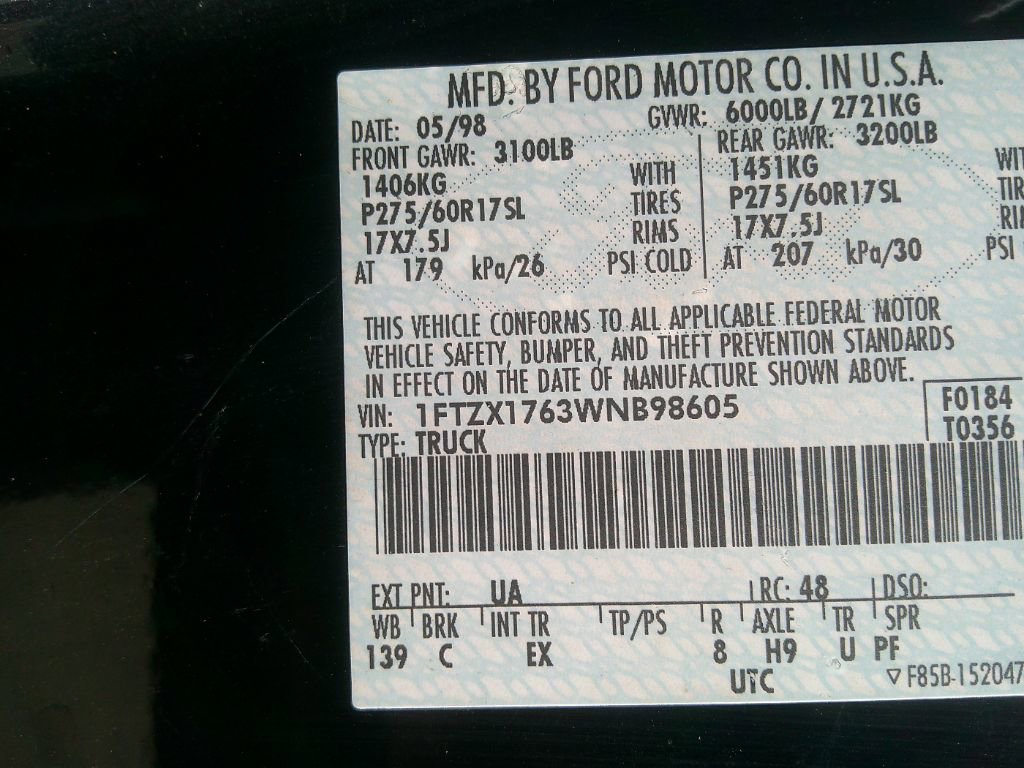 MFD. BY FORD MOTOR CO. IN U.S.A.
DATE: 05/98 GVWR: 6000LB/ 2721KG
FRONT GAWR: 3100LB REAR GAWR: 3200LB
1406KG WITH 1451KG WIT
P275/60R17SL TIRES P275/60R17SL TIR
17X7.5J RIMS 17X7.5J RI
AT 179 kPa/26 PSI COLD AT 207 kPa/30 PSI
THIS VEHICLE CONFORMS TO ALL APPLICABLE FEDERAL MOTOR
VEHICLE SAFETY, BUMPER, AND THEFT PREVENTION STANDARDS
IN EFFECT ON THE DATE OF MANUFACTURE SHOWN ABOVE.
VIN: 1FTZX1763WNB98605 F0184
TYPE: TRUCK T0356
EXT PNT: UA RC: 48 DSO:
WB BRK INT TR TP/PS R AXLE TR SPR
139 C EX 8 H9 U PF
UTC ▽ F85B-152047